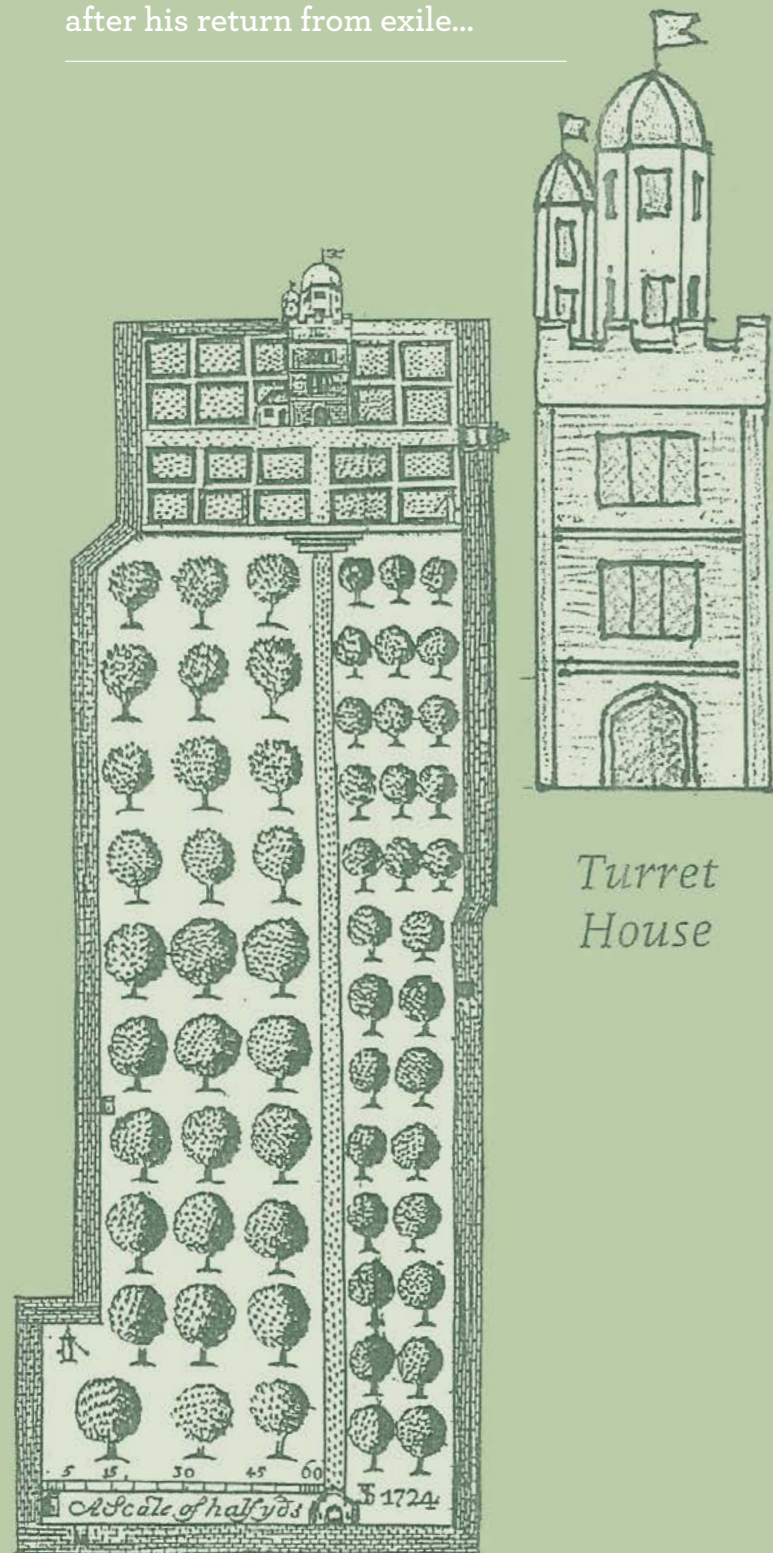 after his return from exile...
Turret
House
5 15 30 45 60
A Scale of half yds
1724